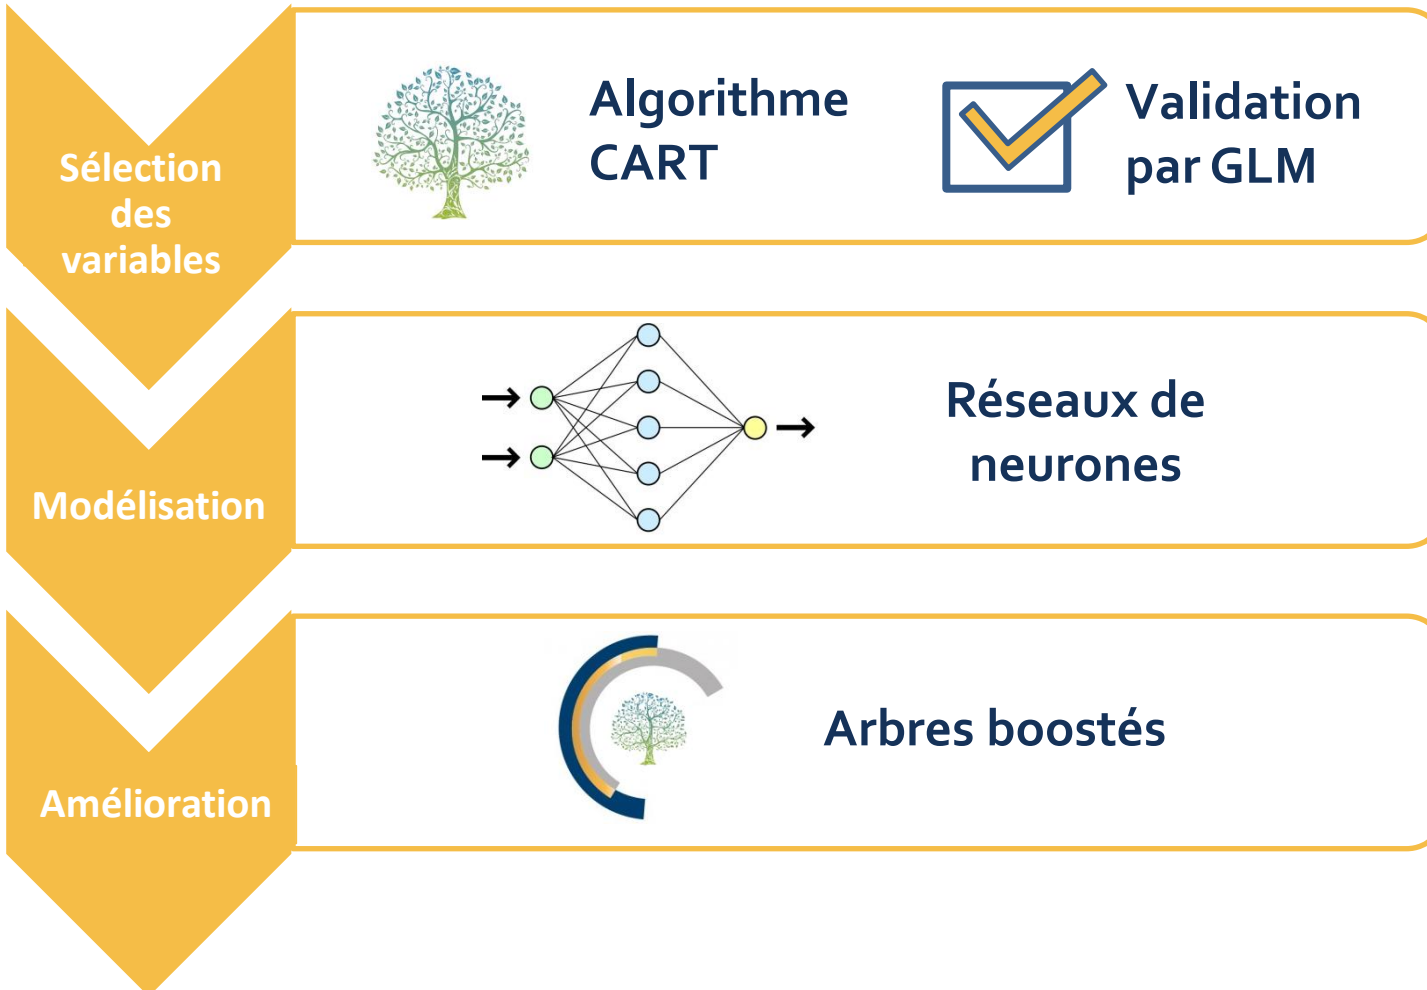 Sélection
des
variables
Algorithme
CART
Validation
par GLM
Modélisation
Réseaux de
neurones
Amélioration
Arbres boostés